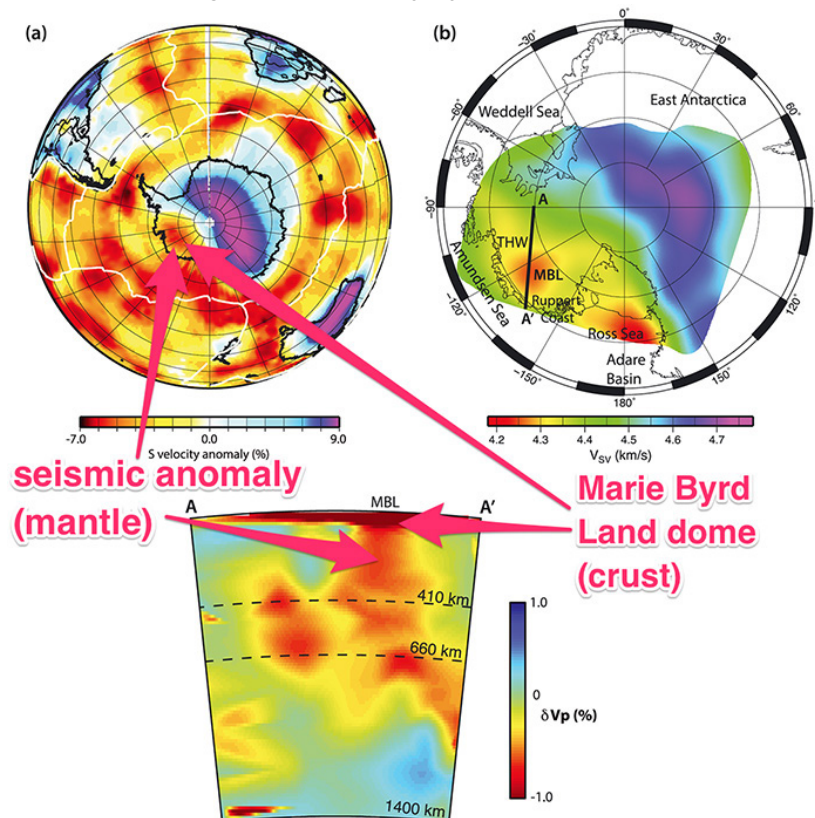 (a)
(b)
0°
-30°
30°
-60°
60°
-90°
-120°
120°
-150°
150°
180°
East Antarctica
Weddell Sea
A
THW
MBL
Amundsen Sea
A'
Ruppert
Coast
Ross Sea
Adare
Basin
-7.0
0.0
9.0
S velocity anomaly (%)
4.2
4.3
4.4
4.5
4.6
4.7
VSV (km/s)
seismic anomaly
(mantle)
Marie Byrd
Land dome
(crust)
A
MBL
A'
410 km
660 km
1400 km
1.0
0
δVp (%)
-1.0